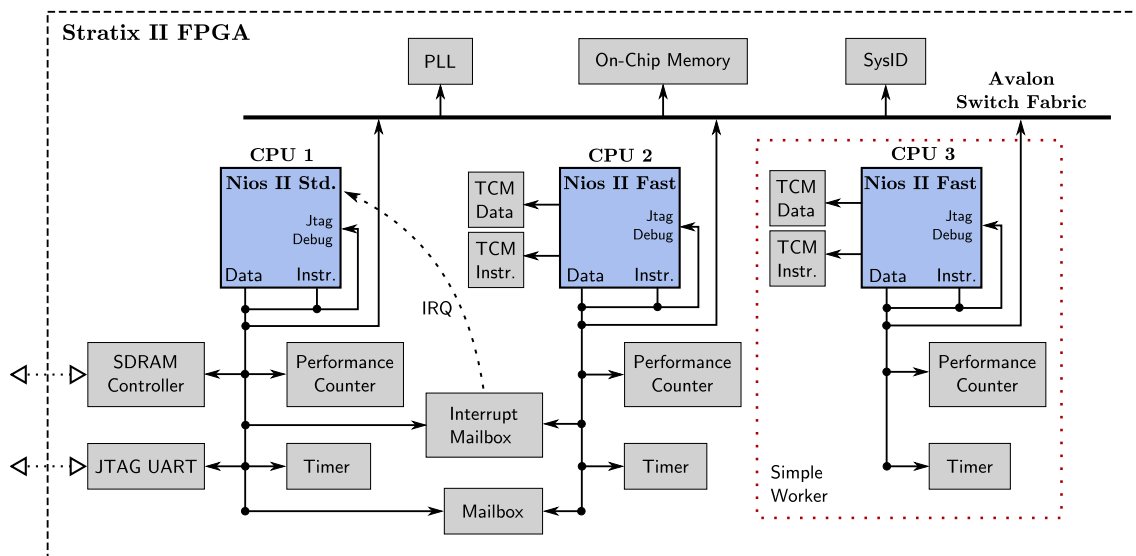 Stratix II FPGA
PLL
On-Chip Memory
SysID
Avalon
Switch Fabric
CPU 1
Nios II Std.
Jtag
Debug
Data
Instr.
CPU 2
TCM
Data
TCM
Instr.
Nios II Fast
Jtag
Debug
Data
Instr.
CPU 3
TCM
Data
TCM
Instr.
Nios II Fast
Jtag
Debug
Data
Instr.
IRQ
SDRAM
Controller
Performance
Counter
Interrupt
Mailbox
Performance
Counter
Performance
Counter
JTAG UART
Timer
Mailbox
Timer
Simple
Worker
Timer